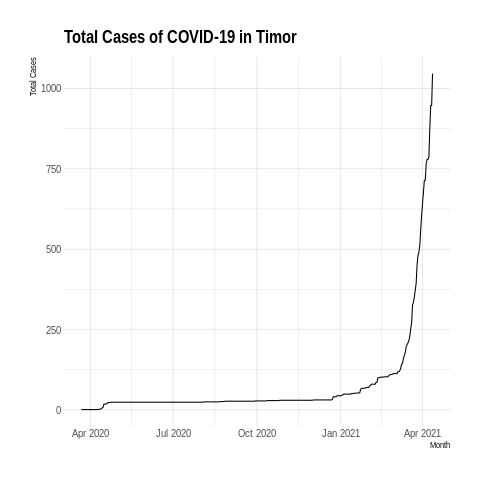 Total Cases of COVID-19 in Timor
Total Cases
1000
750
500
250
0
Apr 2020 Jul 2020 Oct 2020 Jan 2021 Apr 2021
Month